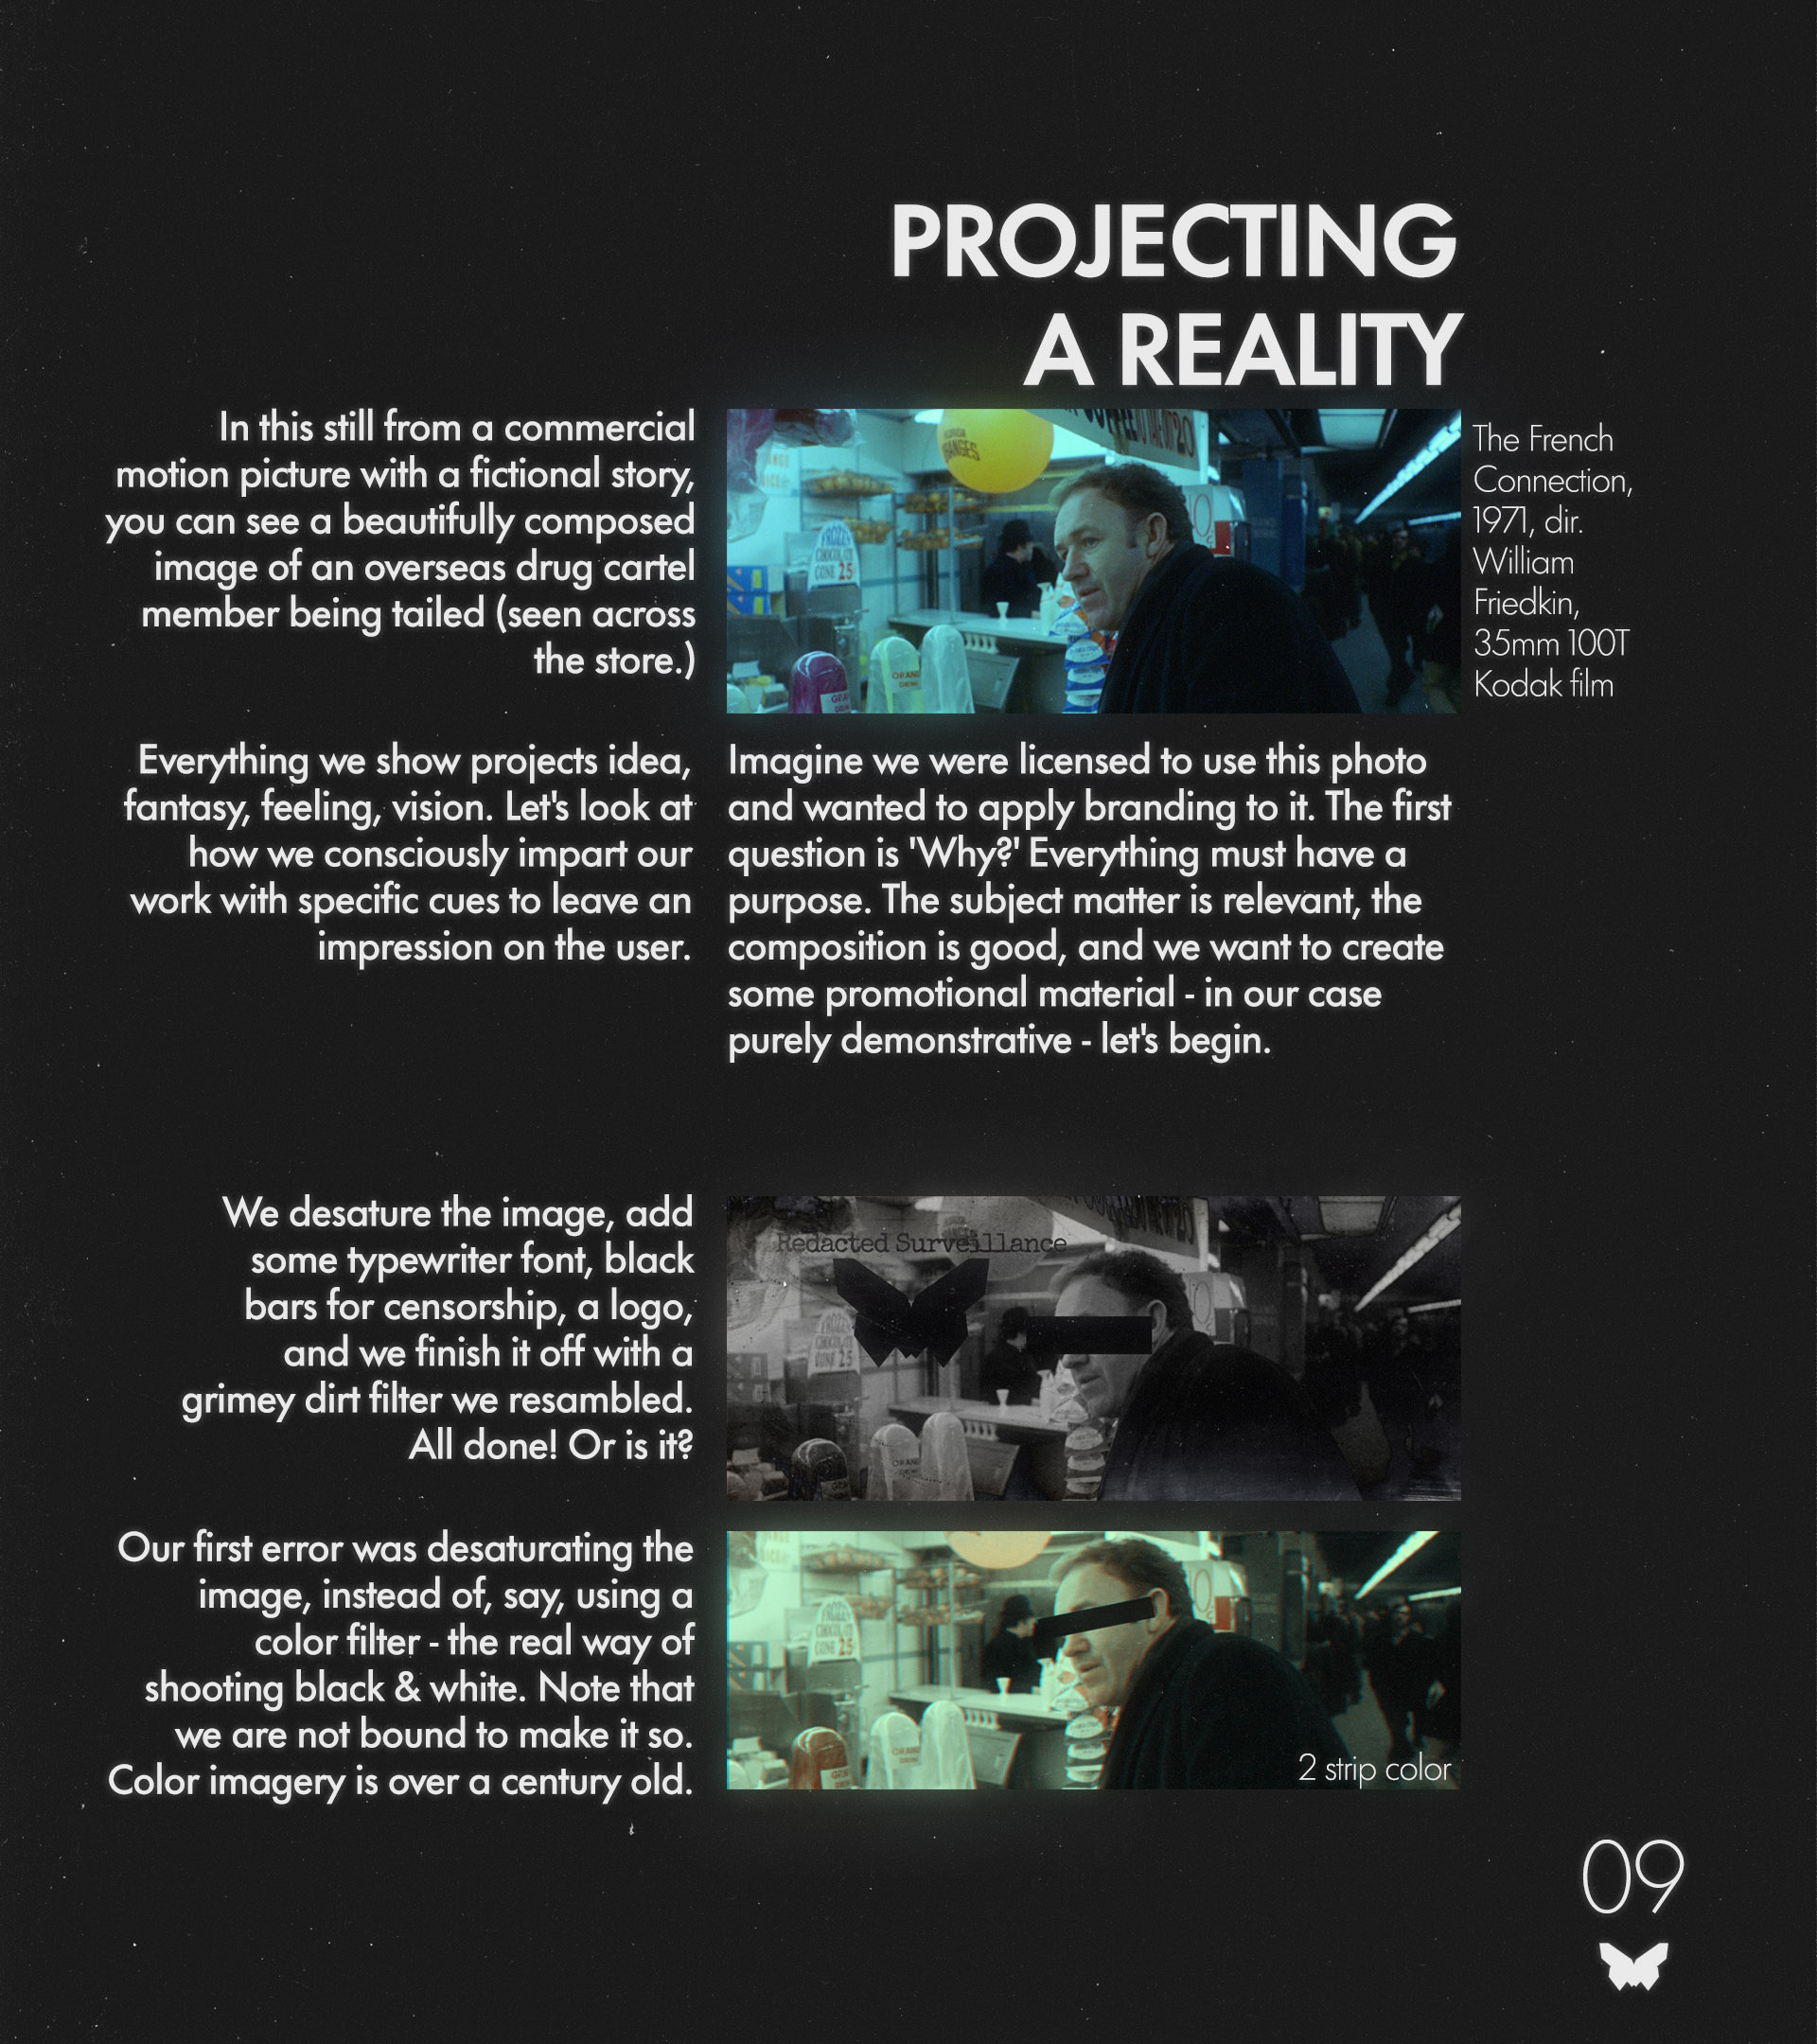 PROJECTING
A REALITY
In this still from a commercial
motion picture with a fictional story,
you can see a beautifully composed
image of an overseas drug cartel
member being tailed (seen across
the store.)
ORANGES
CHOCOLATE
CONE 25
ORANGE
DRINK
The French
Connection,
1971, dir.
William
Friedkin,
35mm 100T
Kodak film
Everything we show projects idea,
fantasy, feeling, vision. Let's look at
how we consciously impart our
work with specific cues to leave an
impression on the user.
Imagine we were licensed to use this photo
and wanted to apply branding to it. The first
question is 'Why?' Everything must have a
purpose. The subject matter is relevant, the
composition is good, and we want to create
some promotional material - in our case
purely demonstrative - let's begin.
We desature the image, add
some typewriter font, black
bars for censorship, a logo,
and we finish it off with a
grimey dirt filter we resambled.
All done! Or is it?
Redacted Surveillance
Our first error was desaturating the
image, instead of, say, using a
color filter - the real way of
shooting black & white. Note that
we are not bound to make it so.
Color imagery is over a century old.
CHOCOLATE
CONE 25
2 strip color
09